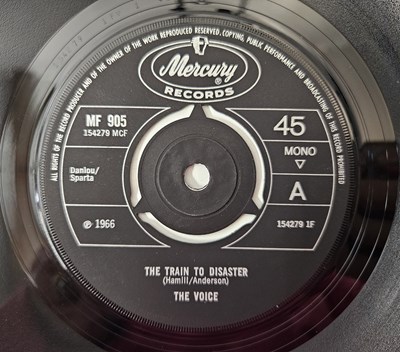 ALL RIGHTS OF THE RECORD PRODUCER AND OF THE OWNER OF THE WORK REPRODUCED RESERVED. COPYING, PUBLIC PERFORMANCE AND BROADCASTING OF THIS RECORD PROHIBITED
Mercury
RECORDS
MF 905
154279 MCF
45
MONO
Danlou/
Sparta
A
℗ 1966
154279 1F
THE TRAIN TO DISASTER
(Hamill/Anderson)
THE VOICE